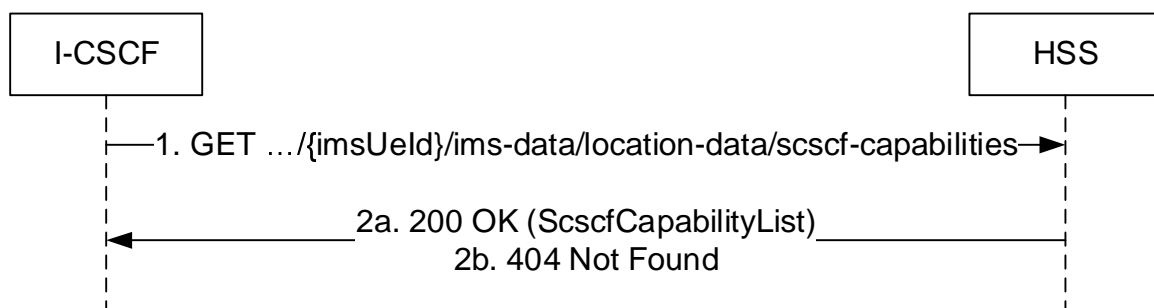 I-CSCF
HSS
1. GET …/{imsUeId}/ims-data/location-data/scscf-capabilities
2a. 200 OK (ScscfCapabilityList)
2b. 404 Not Found